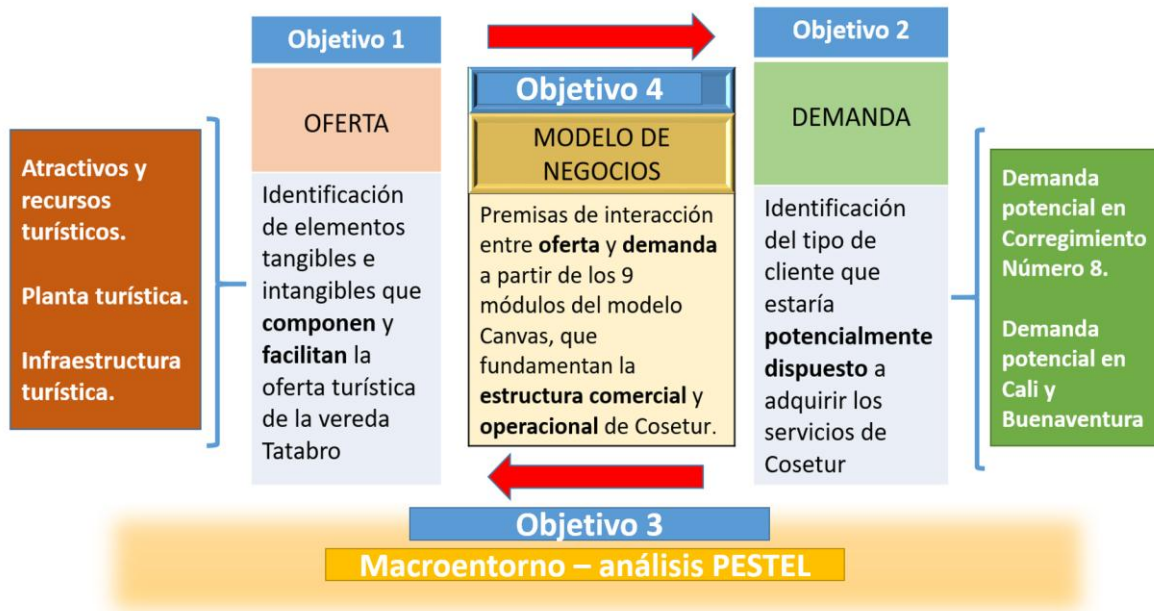 Atractivos y
recursos
turísticos.
Planta turística.
Infraestructura
turística.
Objetivo 1
OFERTA
Identificación
de elementos
tangibles e
intangibles que
componen y
facilitan la
oferta turística
de la vereda
Tatabro
Objetivo 4
MODELO DE
NEGOCIOS
Premisas de interacción
entre oferta y demanda
a partir de los 9
módulos del modelo
Canvas, que
fundamentan la
estructura comercial y
operacional de Cosetur.
Objetivo 2
DEMANDA
Identificación
del tipo de
cliente que
estaría
potencialmente
dispuesto a
adquirir los
servicios de
Cosetur
Demanda
potencial en
Corregimiento
Número 8.
Demanda
potencial en
Cali y
Buenaventura
Objetivo 3
Macroentorno – análisis PESTEL